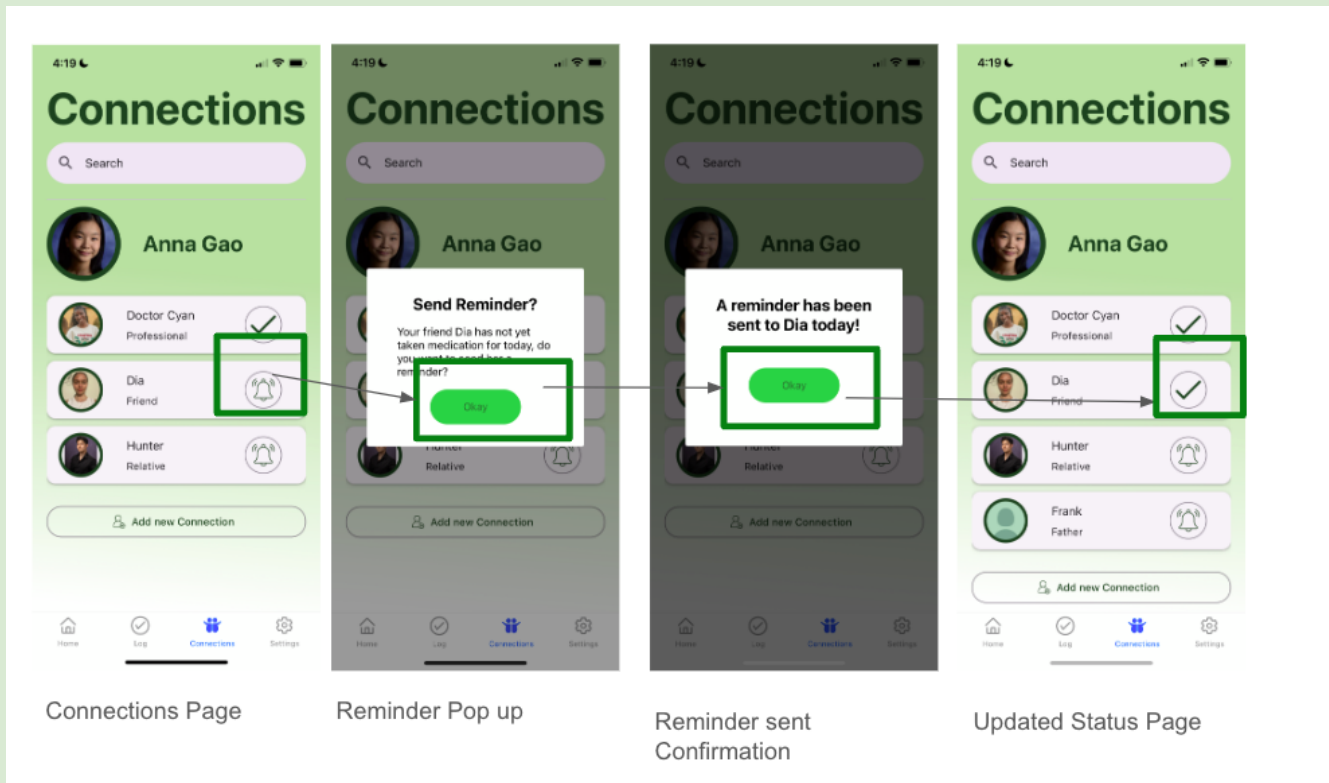 4:19
Connections
Search
Anna Gao
Doctor Cyan
Professional
Dia
Friend
Hunter
Relative
Add new Connection
Home
Log
Connections
Settings
Connections Page
4:19
Connections
Search
Anna Gao
Send Reminder?
Your friend Dia has not yet
taken medication for today, do
you want to send her a
reminder?
Okay
Hunter
Relative
Add new Connection
Home
Log
Connections
Settings
Reminder Pop up
4:19
Connections
Search
Anna Gao
A reminder has been
sent to Dia today!
Okay
Hunter
Relative
Add new Connection
Home
Log
Connections
Settings
Reminder sent
Confirmation
4:19
Connections
Search
Anna Gao
Doctor Cyan
Professional
Dia
Friend
Hunter
Relative
Frank
Father
Add new Connection
Home
Log
Connections
Settings
Updated Status Page